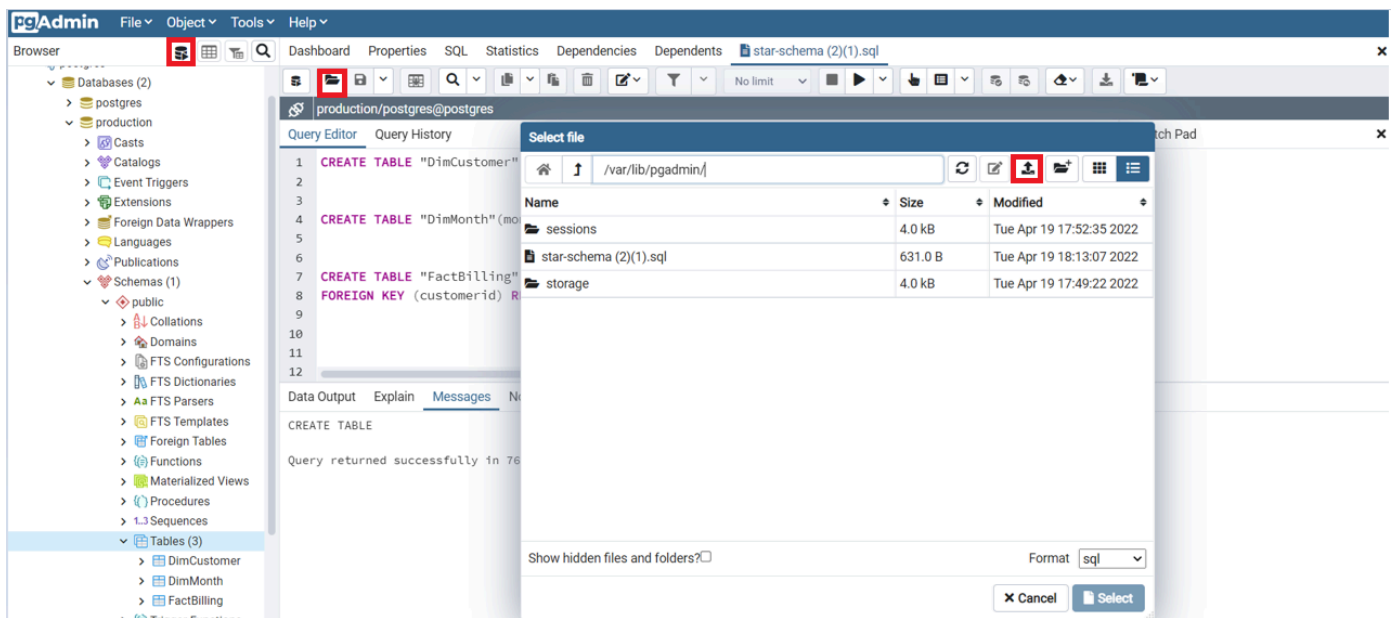 pgAdmin File Object Tools Help
Browser
Dashboard Properties SQL Statistics Dependencies Dependents star-schema (2)(1).sql
Databases (2)
postgres
production
Casts
Catalogs
Event Triggers
Extensions
Foreign Data Wrappers
Languages
Publications
Schemas (1)
public
Collations
Domains
FTS Configurations
FTS Dictionaries
FTS Parsers
FTS Templates
Foreign Tables
Functions
Materialized Views
Procedures
1..3 Sequences
Tables (3)
DimCustomer
DimMonth
FactBilling
No limit
production/postgres@postgres
Query Editor Query History
tch Pad
1 CREATE TABLE "DimCustomer"
2
3
4 CREATE TABLE "DimMonth"(mo
5
6
7 CREATE TABLE "FactBilling"
8 FOREIGN KEY (customerid) R
9
10
11
12
Data Output Explain Messages
CREATE TABLE
Query returned successfully in 76
Select file
/var/lib/pgadmin/
Name Size Modified
sessions 4.0 kB Tue Apr 19 17:52:35 2022
star-schema (2)(1).sql 631.0 B Tue Apr 19 18:13:07 2022
storage 4.0 kB Tue Apr 19 17:49:22 2022
Show hidden files and folders?
Format sql
Cancel Select